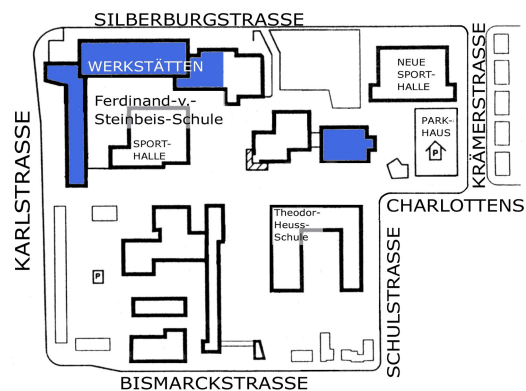 SILBERBURGSTRASSE
WERKSTÄTTEN
NEUE
SPORT-
HALLE
KRÄMERSTRASSE
Ferdinand-v.-
Steinbeis-Schule
PARK-
HAUS
P
SPORT-
HALLE
KARLSTRASSE
CHARLOTTENS
Theodor-
Heuss-
Schule
SCHULSTRASSE
P
BISMARCKSTRASSE